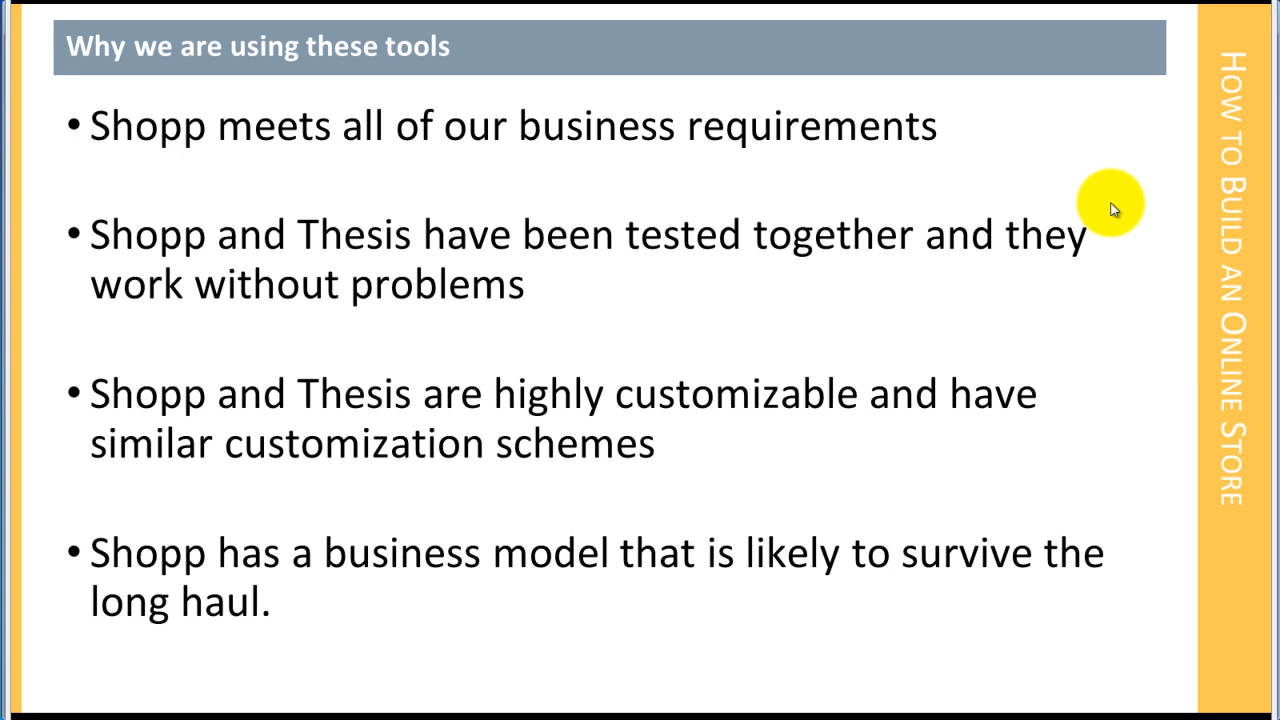 Why we are using these tools
• Shopp meets all of our business requirements
• Shopp and Thesis have been tested together and they
work without problems
• Shopp and Thesis are highly customizable and have
similar customization schemes
• Shopp has a business model that is likely to survive the
long haul.
HOW TO BUILD AN ONLINE STORE